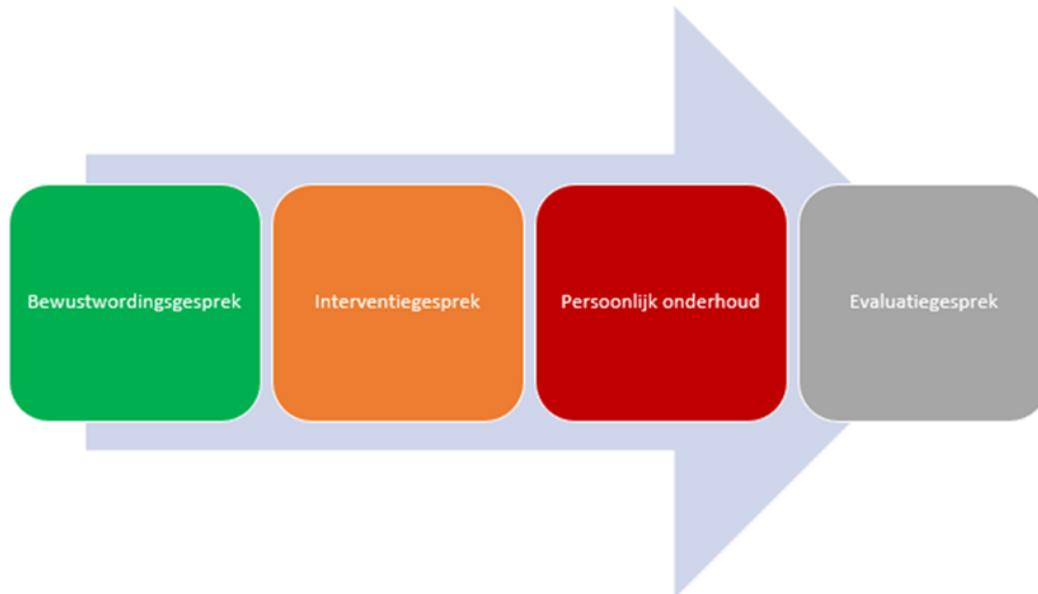 Bewustwordingsgesprek
Interventiegesprek
Persoonlijk onderhoud
Evaluatiegesprek